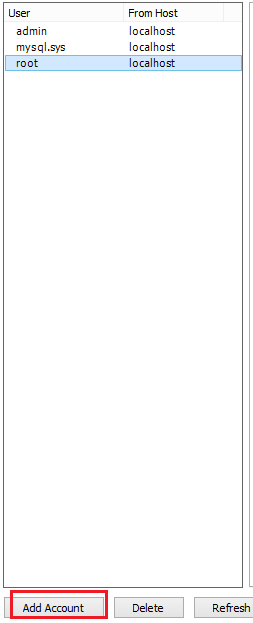 User From Host
admin localhost
mysql.sys localhost
root localhost
Add Account Delete Refresh